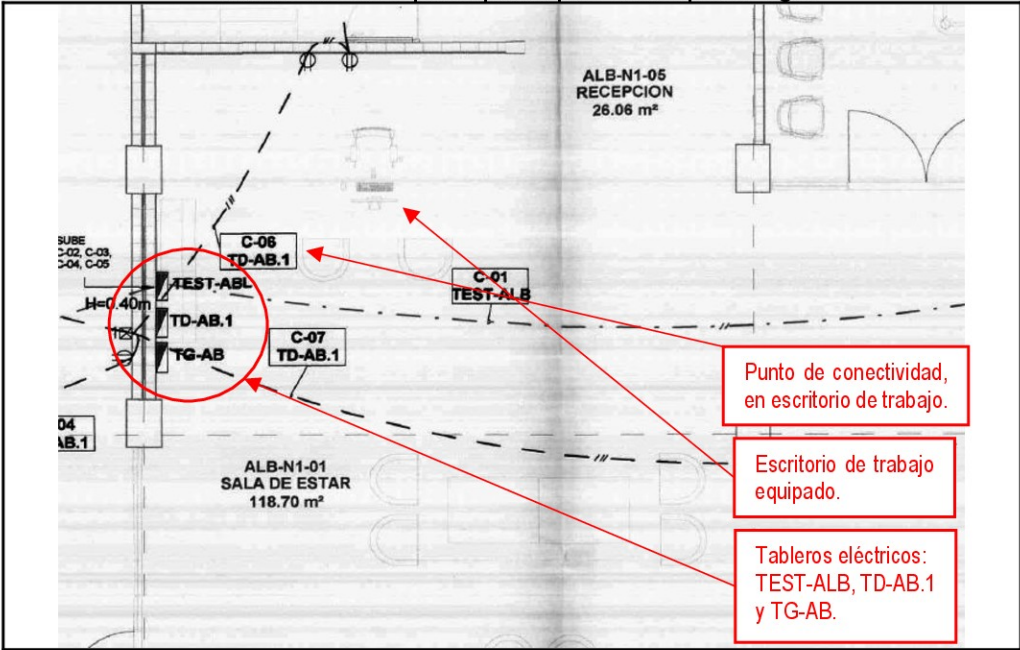 ALB-N1-05
RECEPCION
26.06 m²
SUBE
C-02, C-03,
C-04, C-05
C-06
TD-AB.1
TEST-ABL
C-01
TEST-ALB
H=0.40m
TD-AB.1
C-07
TD-AB.1
TG-AB
04
AB.1
ALB-N1-01
SALA DE ESTAR
118.70 m²
Punto de conectividad,
en escritorio de trabajo.
Escritorio de trabajo
equipado.
Tableros eléctricos:
TEST-ALB, TD-AB.1
y TG-AB.